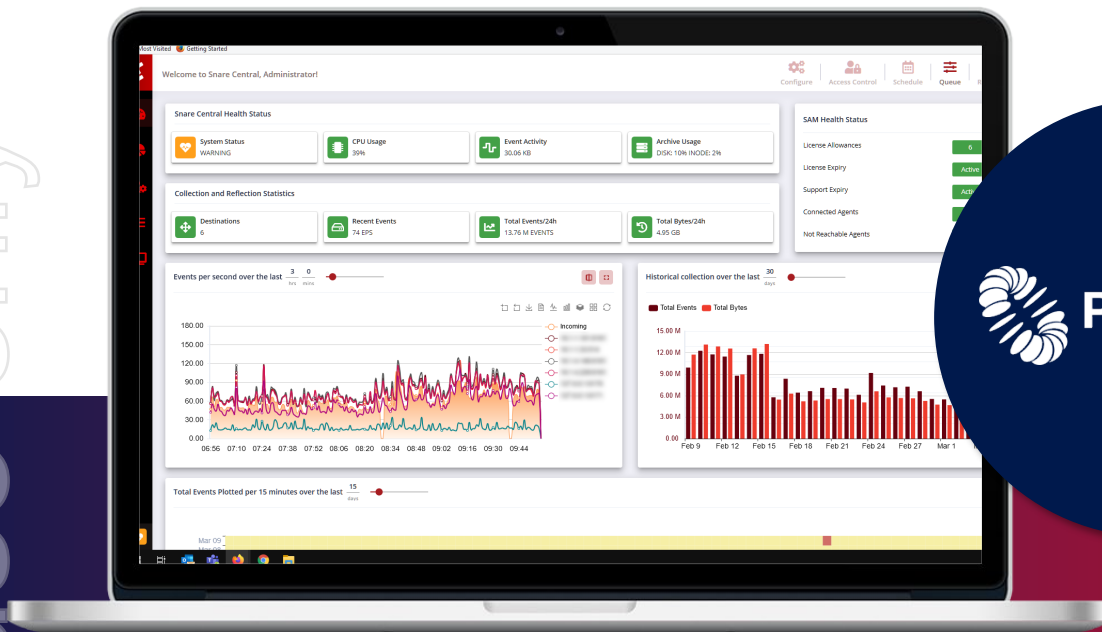 Most Visited Getting Started
Welcome to Snare Central, Administrator!
Configure Access Control Schedule Queue
Snare Central Health Status
System Status
WARNING
CPU Usage
39%
Event Activity
30.06 KB
Archive Usage
DISK: 10% INODE: 2%
Collection and Reflection Statistics
Destinations
6
Recent Events
74 EPS
Total Events/24h
13.76 M EVENTS
Total Bytes/24h
4.95 GB
SAM Health Status
License Allowances 6
License Expiry Active
Support Expiry
Connected Agents
Not Reachable Agents
Events per second over the last 3 hrs 0 mins
Incoming
180.00
150.00
120.00
90.00
60.00
30.00
0.00
06:56 07:10 07:24 07:38 07:52 08:06 08:20 08:34 08:48 09:02 09:16 09:30 09:44
Historical collection over the last 30 days
Total Events Total Bytes
15.00 M
12.00 M
9.00 M
6.00 M
3.00 M
0.00
Feb 9 Feb 12 Feb 15 Feb 18 Feb 21 Feb 24 Feb 27 Mar 1
Total Events Plotted per 15 minutes over the last 15 days
Mar 09